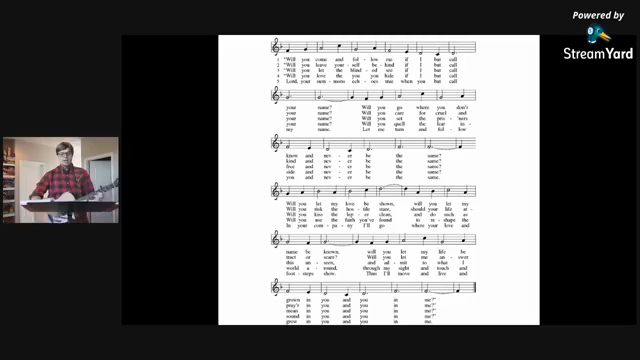 Powered by
StreamYard
1 "Will you come and fol - low me if I but call
2 "Will you leave your - self be - hind if I but call
3 "Will you let the blind - ed see if I but call
4 "Will you love the you you hide if I but call
5 Lord, your sum - mons ech - oes true when you but call
your name? Will you go where you don't
your name? Will you care for cruel and
your name? Will you set the pris - 'ners
your name? Will you quell the fear in -
my name. Let me turn and fol - low
know and nev - er be the same?
kind and nev - er be the same?
free and nev - er be the same?
side and nev - er be the same?
you and nev - er be the same.
Will you let my love be shown, will you let my
Will you risk the hos - tile stare, should your life at -
Will you kiss the lep - er clean, and do such as
Will you use the faith you've found to re - shape the
In your com - pa - ny I'll go where your love and
name be known, will you let my life be
tract or scare? Will you let me an - swer
this un - seen, and ad - mit to what I
world a - round, through my sight and touch and
foot - steps show. Thus I'll move and live and
grown in you and you in me?"
pray'r in you and you in me?"
mean in you and you in me?"
sound in you and you in me?"
grow in you and you in me.